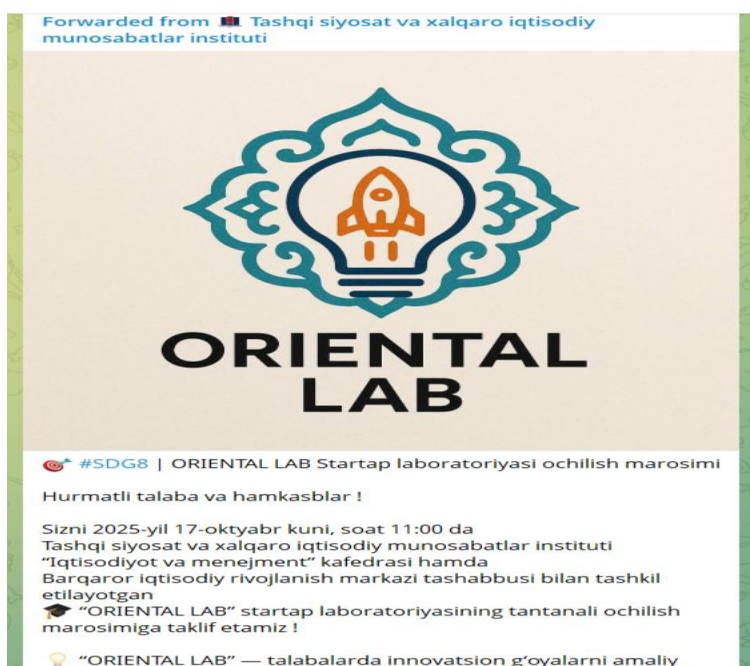 Forwarded from Tashqi siyosat va xalqaro iqtisodiy
munosabatlar instituti
ORIENTAL
LAB
#SDG8 | ORIENTAL LAB Startap laboratoriyasi ochilish marosimi
Hurmatli talaba va hamkasblar !
Sizni 2025-yil 17-oktyabr kuni, soat 11:00 da
Tashqi siyosat va xalqaro iqtisodiy munosabatlar instituti
“Iqtisodiyot va menejment” kafedrasi hamda
Barqaror iqtisodiy rivojlanish markazi tashabbusi bilan tashkil
etilayotgan
🎓 “ORIENTAL LAB” startap laboratoriyasining tantanali ochilish
marosimiga taklif etamiz !
💡 “ORIENTAL LAB” — talabalarda innovatsion g‘oyalarni amaliy